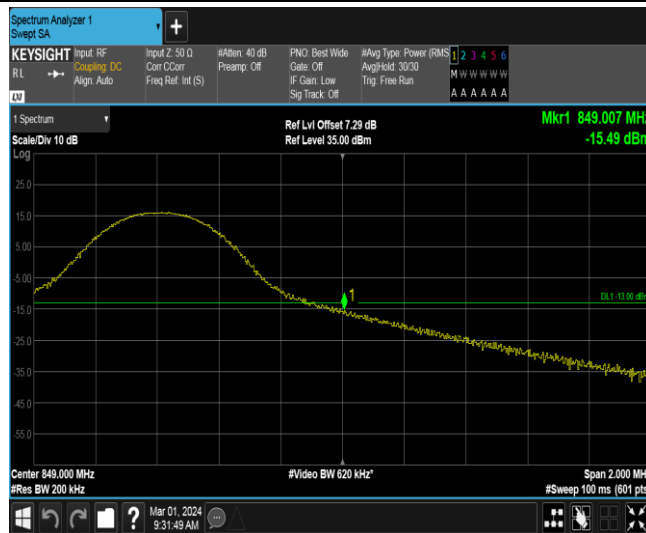 Spectrum Analyzer 1
Swept SA
KEYSIGHT
RL
LXI
Input: RF
Coupling: DC
Align: Auto
Input Z: 50 Ω
Corr CCorr
Freq Ref: Int (S)
#Atten: 40 dB
Preamp: Off
PNO: Best Wide
Gate: Off
IF Gain: Low
Sig Track: Off
#Avg Type: Power (RMS
Avg|Hold: 30/30
Trig: Free Run
1 2 3 4 5 6
M W W W W W
A A A A A A
1 Spectrum
Scale/Div 10 dB
Log
Ref Lvl Offset 7.29 dB
Ref Level 35.00 dBm
Mkr1 849.007 MHz
-15.49 dBm
25.0
15.0
5.00
-5.00
-15.0
-25.0
-35.0
-45.0
-55.0
1
DL1 -13.00 dBm
Center 849.000 MHz
#Res BW 200 kHz
#Video BW 620 kHz*
Span 2.000 MHz
#Sweep 100 ms (601 pts)
?
Mar 01, 2024
9:31:49 AM